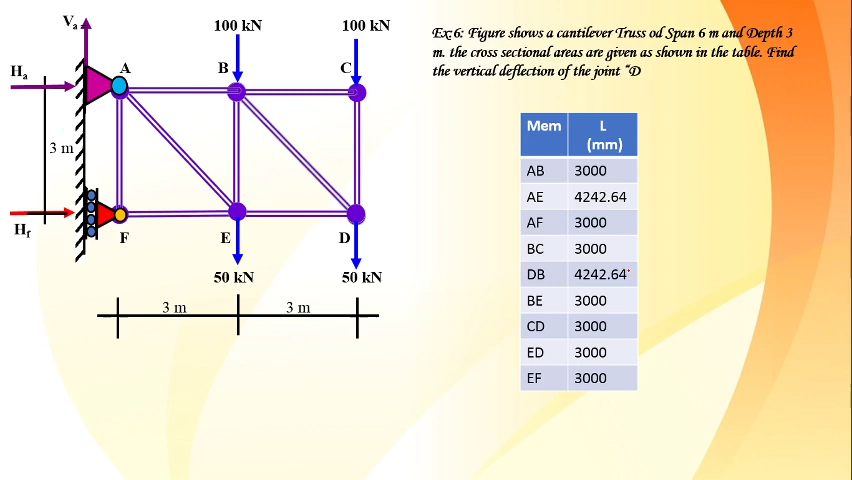 Ex 6: Figure shows a cantilever Truss od Span 6 m and Depth 3
m. the cross sectional areas are given as shown in the table. Find
the vertical deflection of the joint "D
Va
100 kN
100 kN
Ha
A
B
C
3 m
Hf
F
E
D
50 kN
50 kN
3 m
3 m
Mem L (mm)
AB 3000
AE 4242.64
AF 3000
BC 3000
DB 4242.64
BE 3000
CD 3000
ED 3000
EF 3000